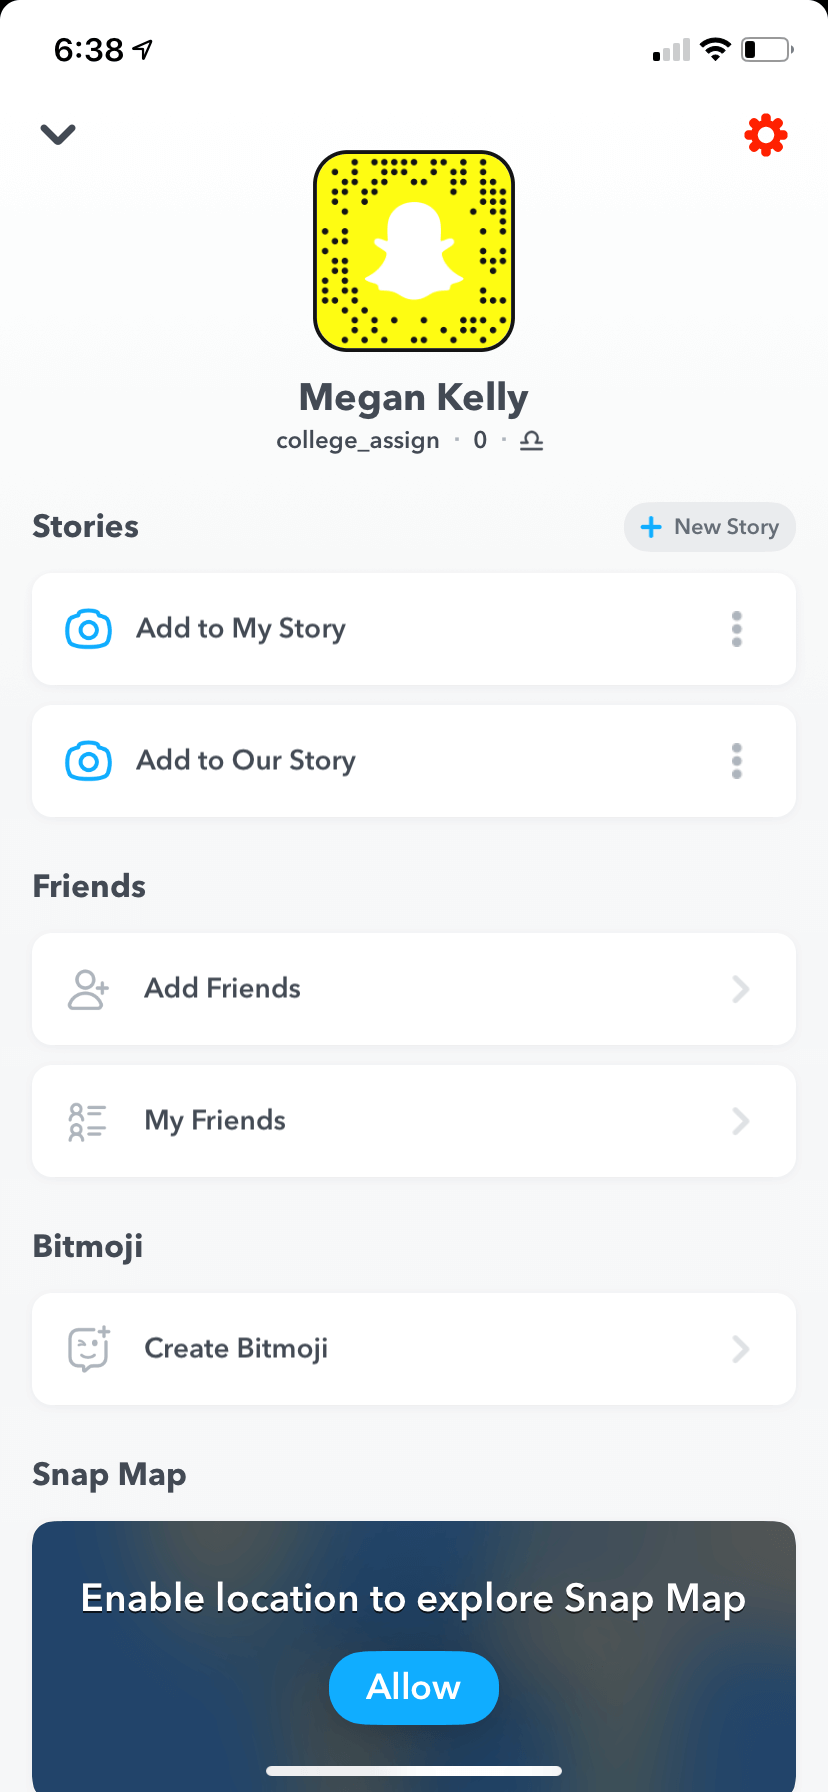 6:38
Megan Kelly
college_assign · 0 · ♎︎
Stories
New Story
Add to My Story
Add to Our Story
Friends
Add Friends
My Friends
Bitmoji
Create Bitmoji
Snap Map
Enable location to explore Snap Map
Allow